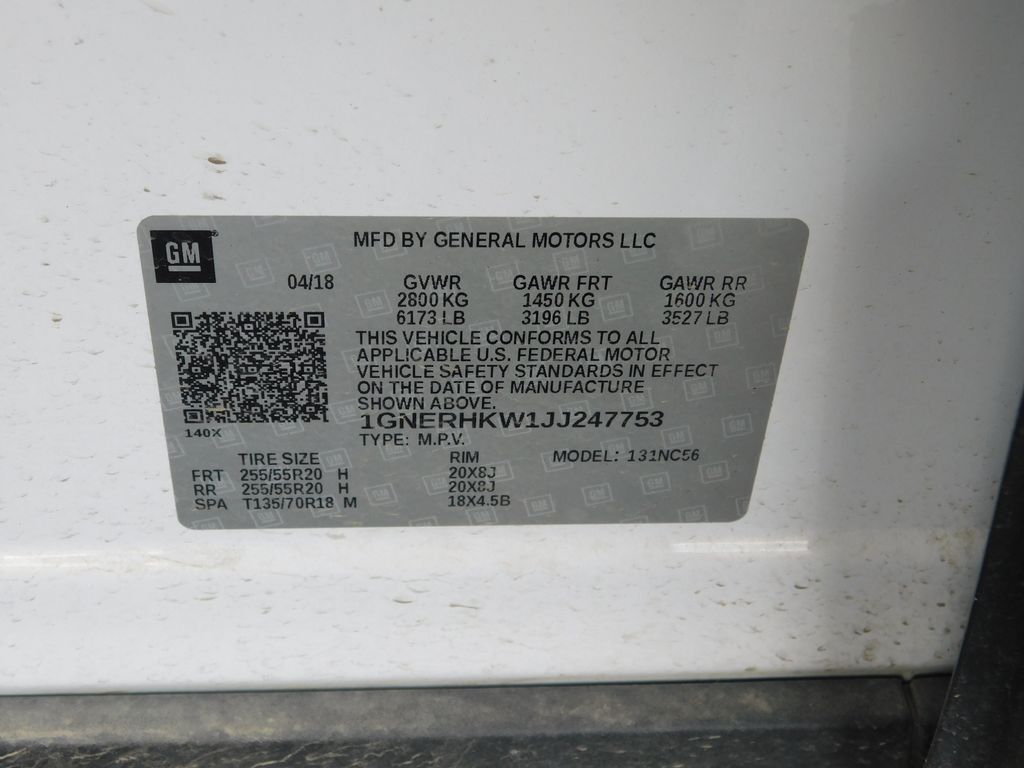 GM
MFD BY GENERAL MOTORS LLC
04/18 GVWR GAWR FRT GAWR RR
2800 KG 1450 KG 1600 KG
6173 LB 3196 LB 3527 LB
THIS VEHICLE CONFORMS TO ALL
APPLICABLE U.S. FEDERAL MOTOR
VEHICLE SAFETY STANDARDS IN EFFECT
ON THE DATE OF MANUFACTURE
SHOWN ABOVE.
1GNERHKW1JJ247753
140X
TYPE: M.P.V.
TIRE SIZE RIM MODEL: 131NC56
FRT 255/55R20 H 20X8J
RR 255/55R20 H 20X8J
SPA T135/70R18 M 18X4.5B